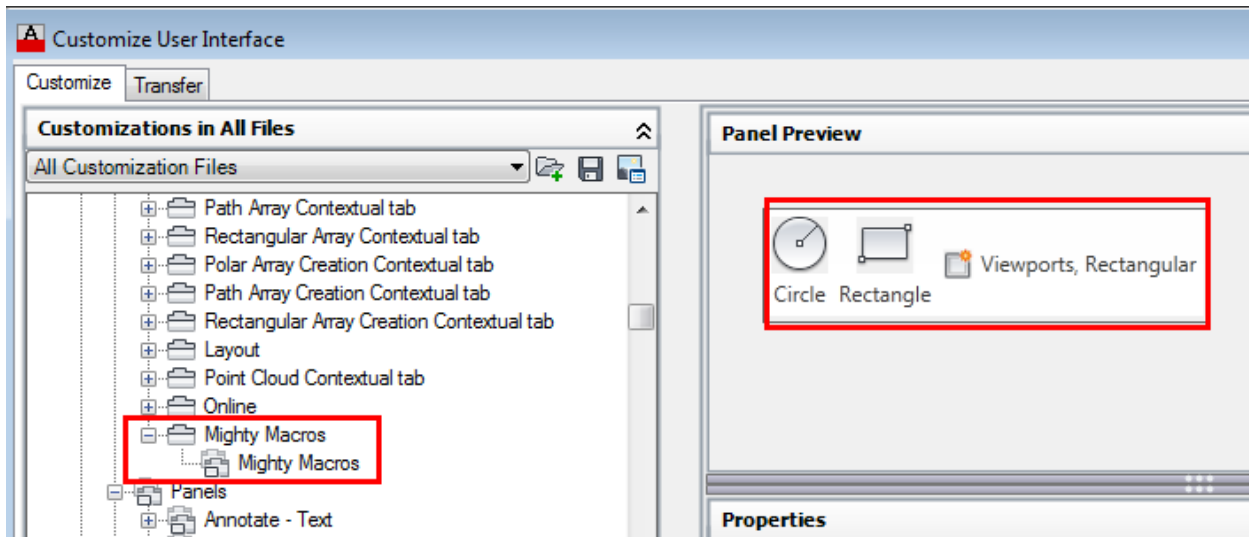 A Customize User Interface
Customize Transfer
Customizations in All Files
All Customization Files
Path Array Contextual tab
Rectangular Array Contextual tab
Polar Array Creation Contextual tab
Path Array Creation Contextual tab
Rectangular Array Creation Contextual tab
Layout
Point Cloud Contextual tab
Online
Mighty Macros
Mighty Macros
Panels
Annotate - Text
Panel Preview
Viewports, Rectangular
Circle Rectangle
Properties